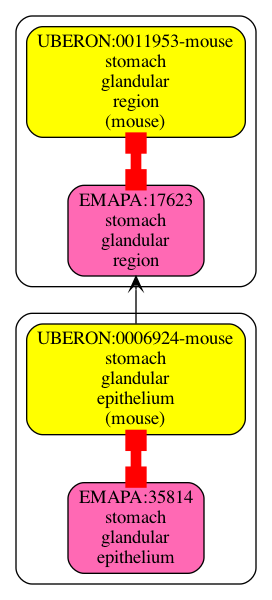 UBERON:0011953-mouse
stomach
glandular
region
(mouse)
EMAPA:17623
stomach
glandular
region
UBERON:0006924-mouse
stomach
glandular
epithelium
(mouse)
EMAPA:35814
stomach
glandular
epithelium